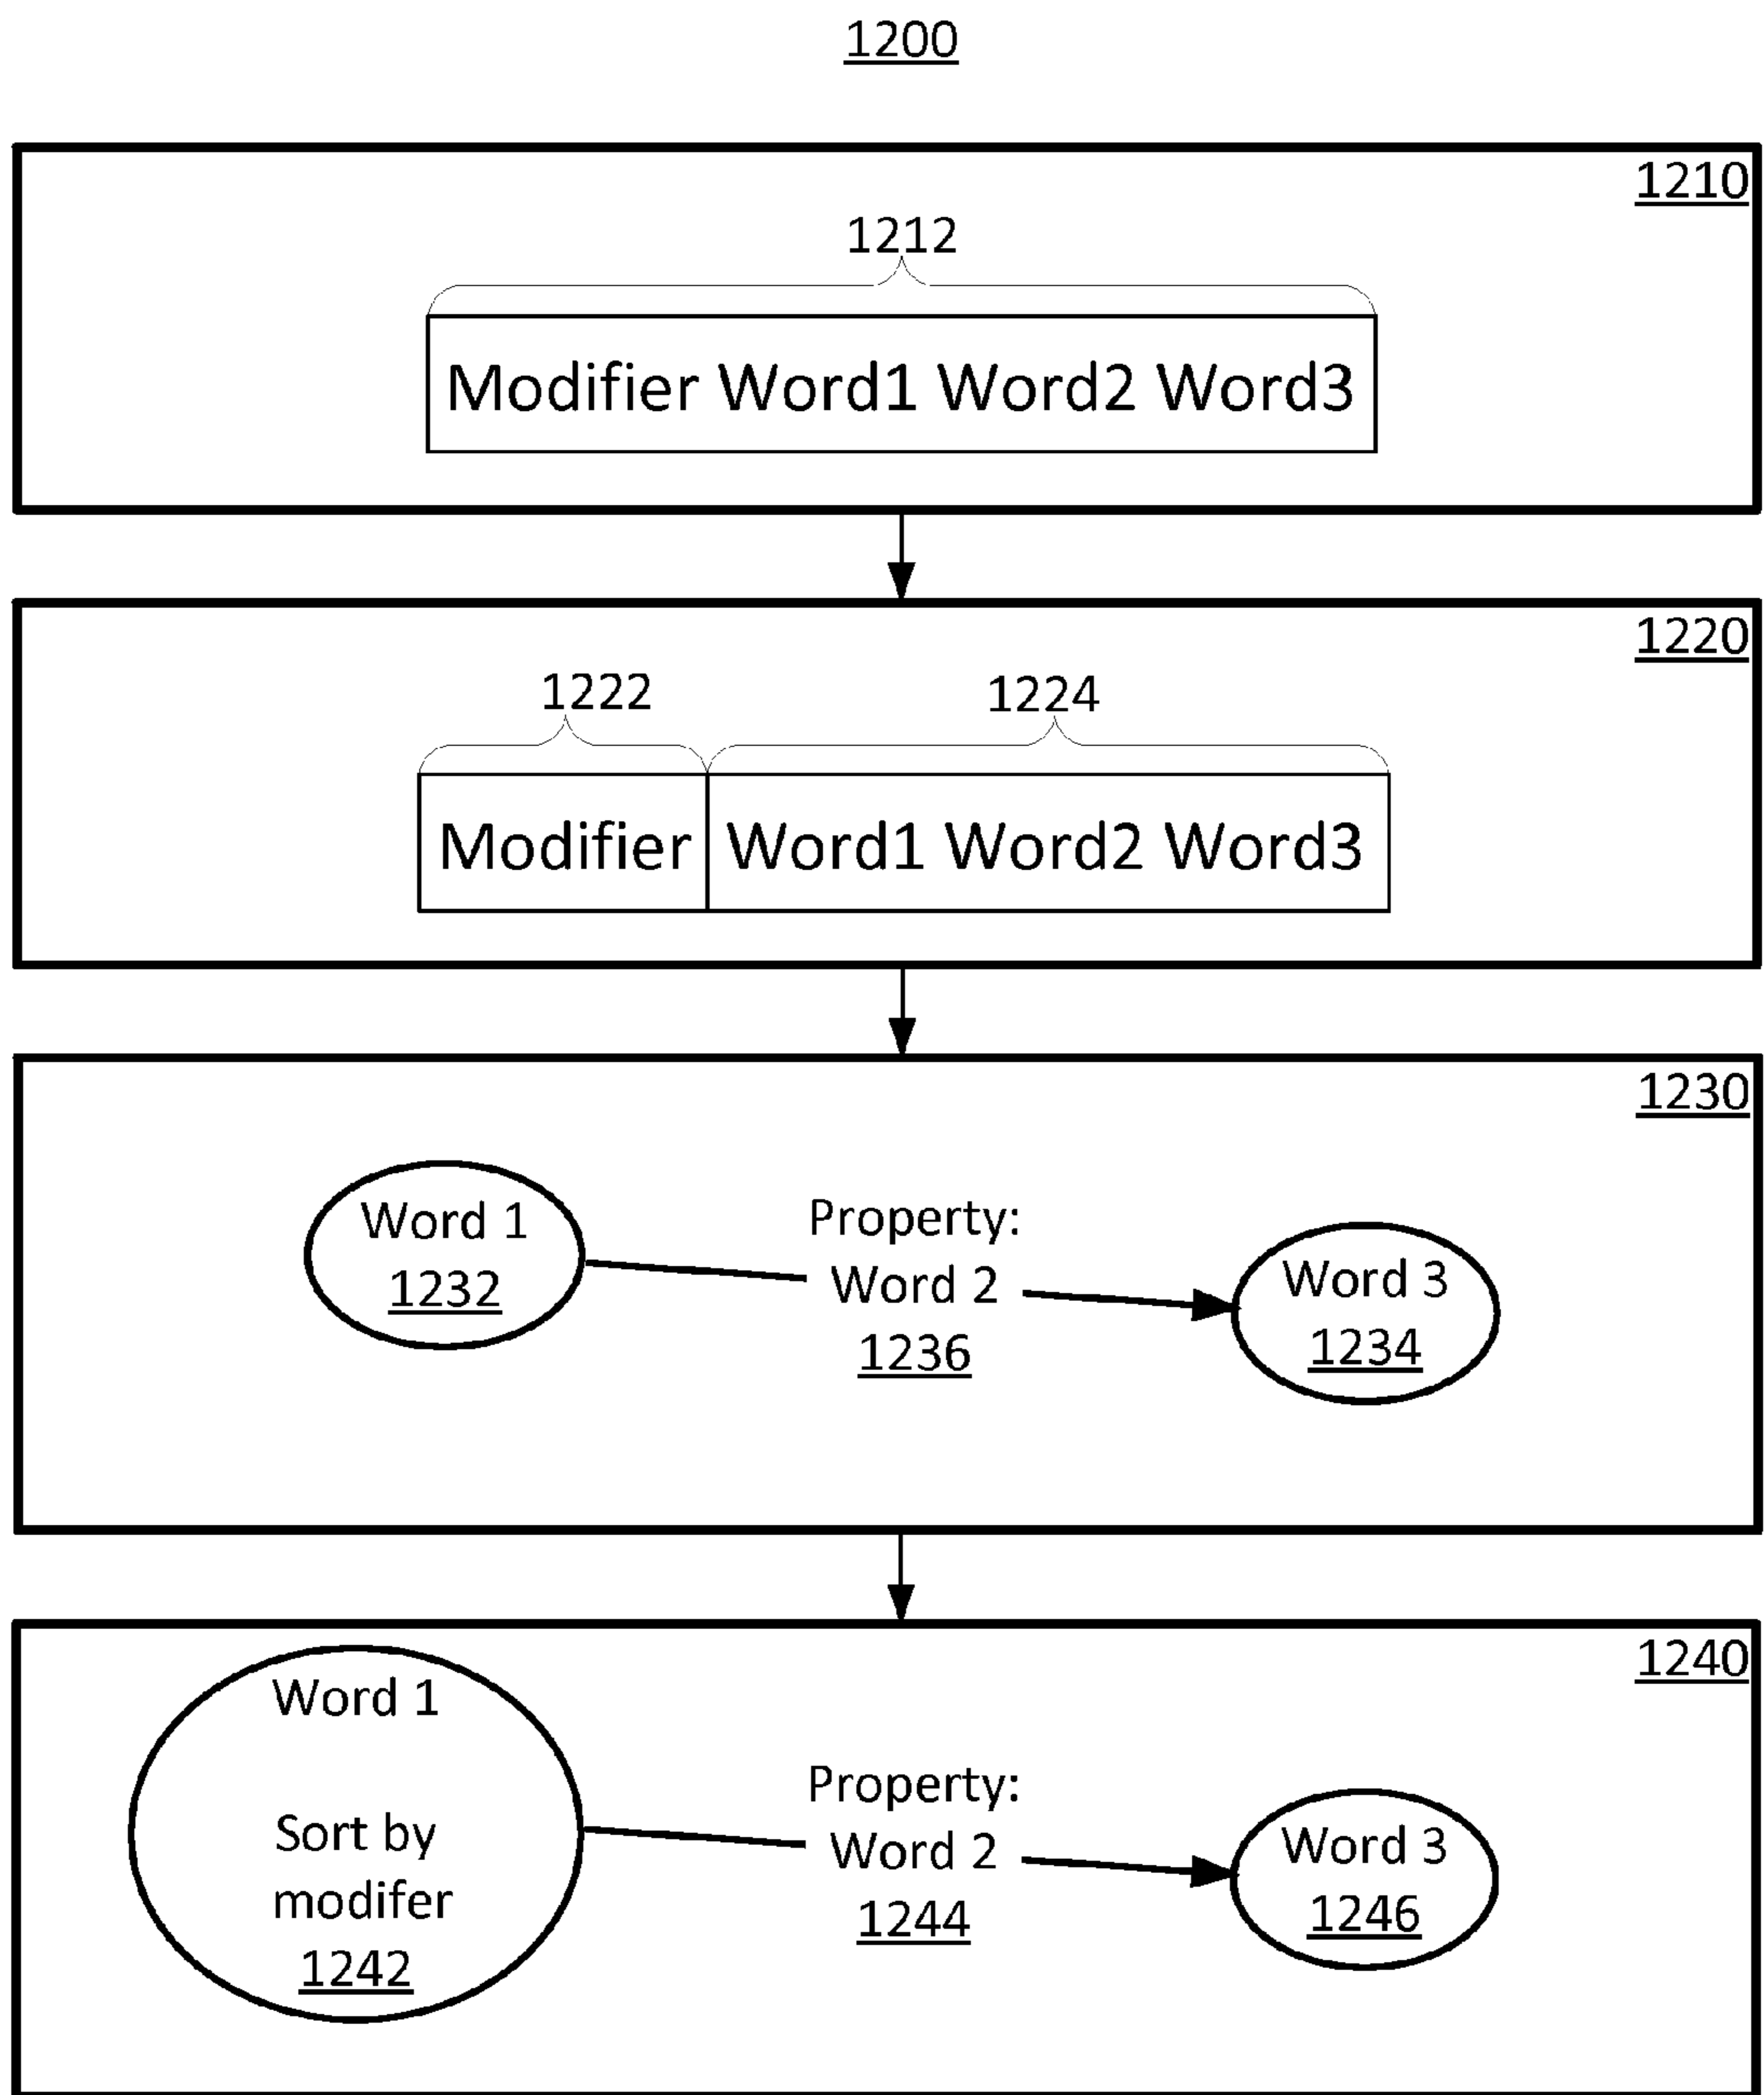 1200
1210
1212
Modifier Word1 Word2 Word3
1220
1222 1224
Modifier Word1 Word2 Word3
1230
Word 1
1232
Property:
Word 2
1236
Word 3
1234
1240
Word 1
Sort by
modifer
1242
Property:
Word 2
1244
Word 3
1246